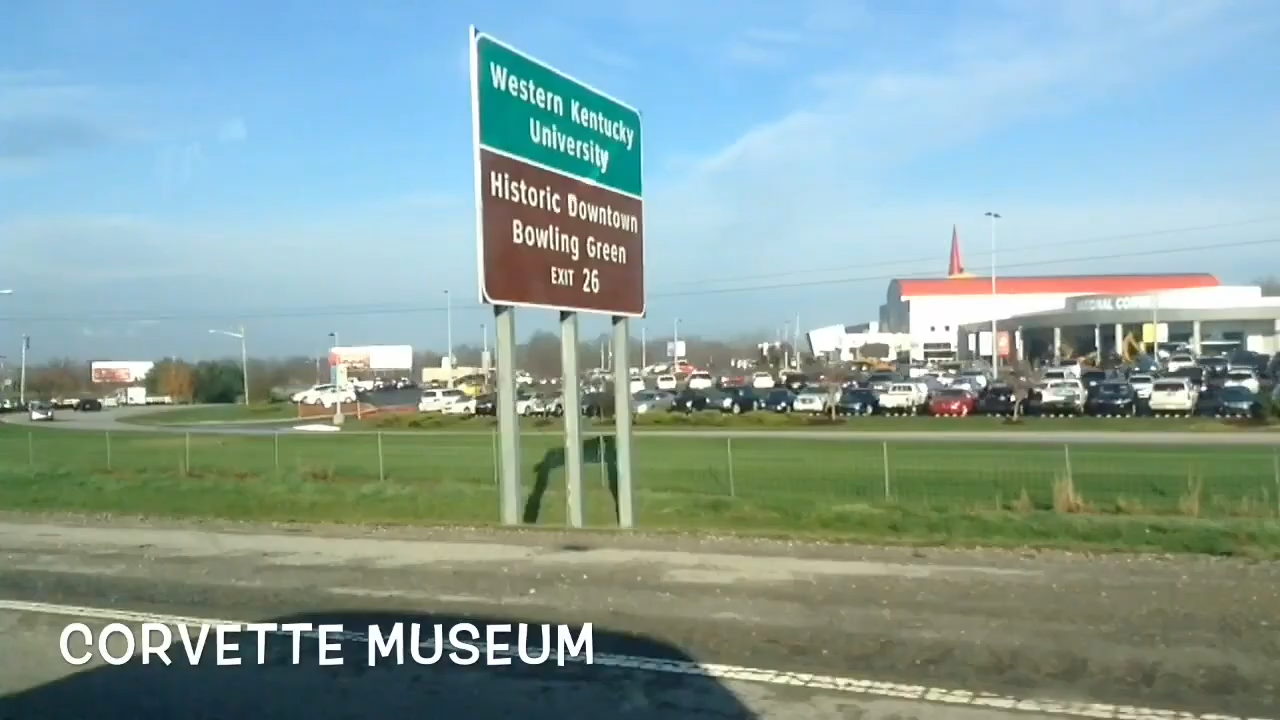 Western Kentucky
University
Historic Downtown
Bowling Green
EXIT 26
CORVETTE MUSEUM